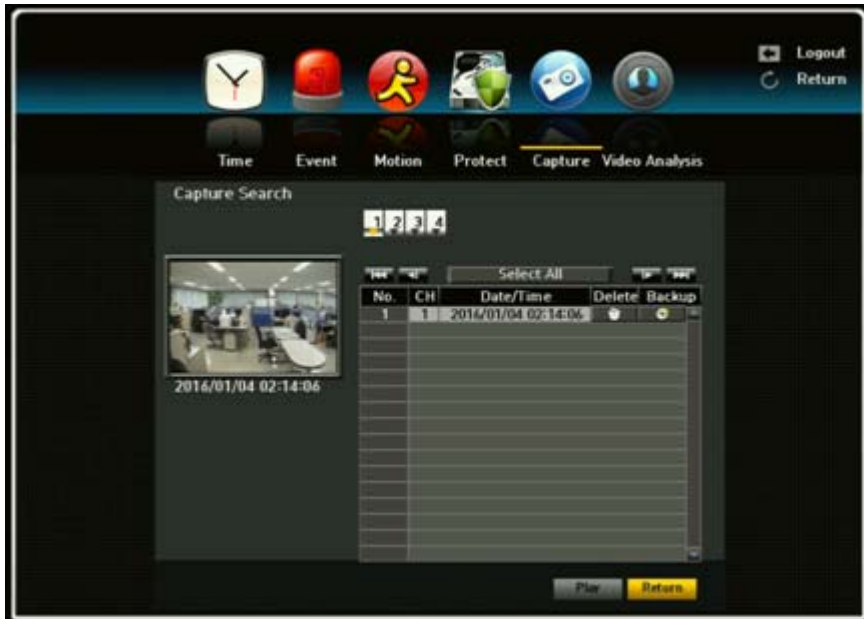 Logout
Return
Time Event Motion Protect Capture Video Analysis
Capture Search
1 2 3 4
Select All
No. CH Date/Time Delete Backup
1 1 2016/01/04 02:14:06
2016/01/04 02:14:06
Play Return